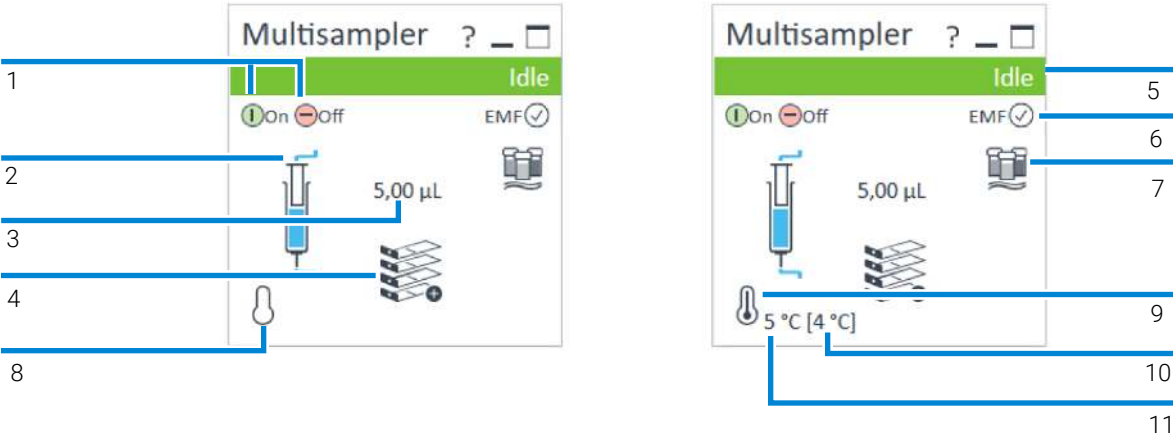 Multisampler ?
Idle
On Off EMF
5,00 µL
1
2
3
4
8
Multisampler ?
Idle
On Off EMF
5,00 µL
5 °C [4 °C]
5
6
7
9
10
11